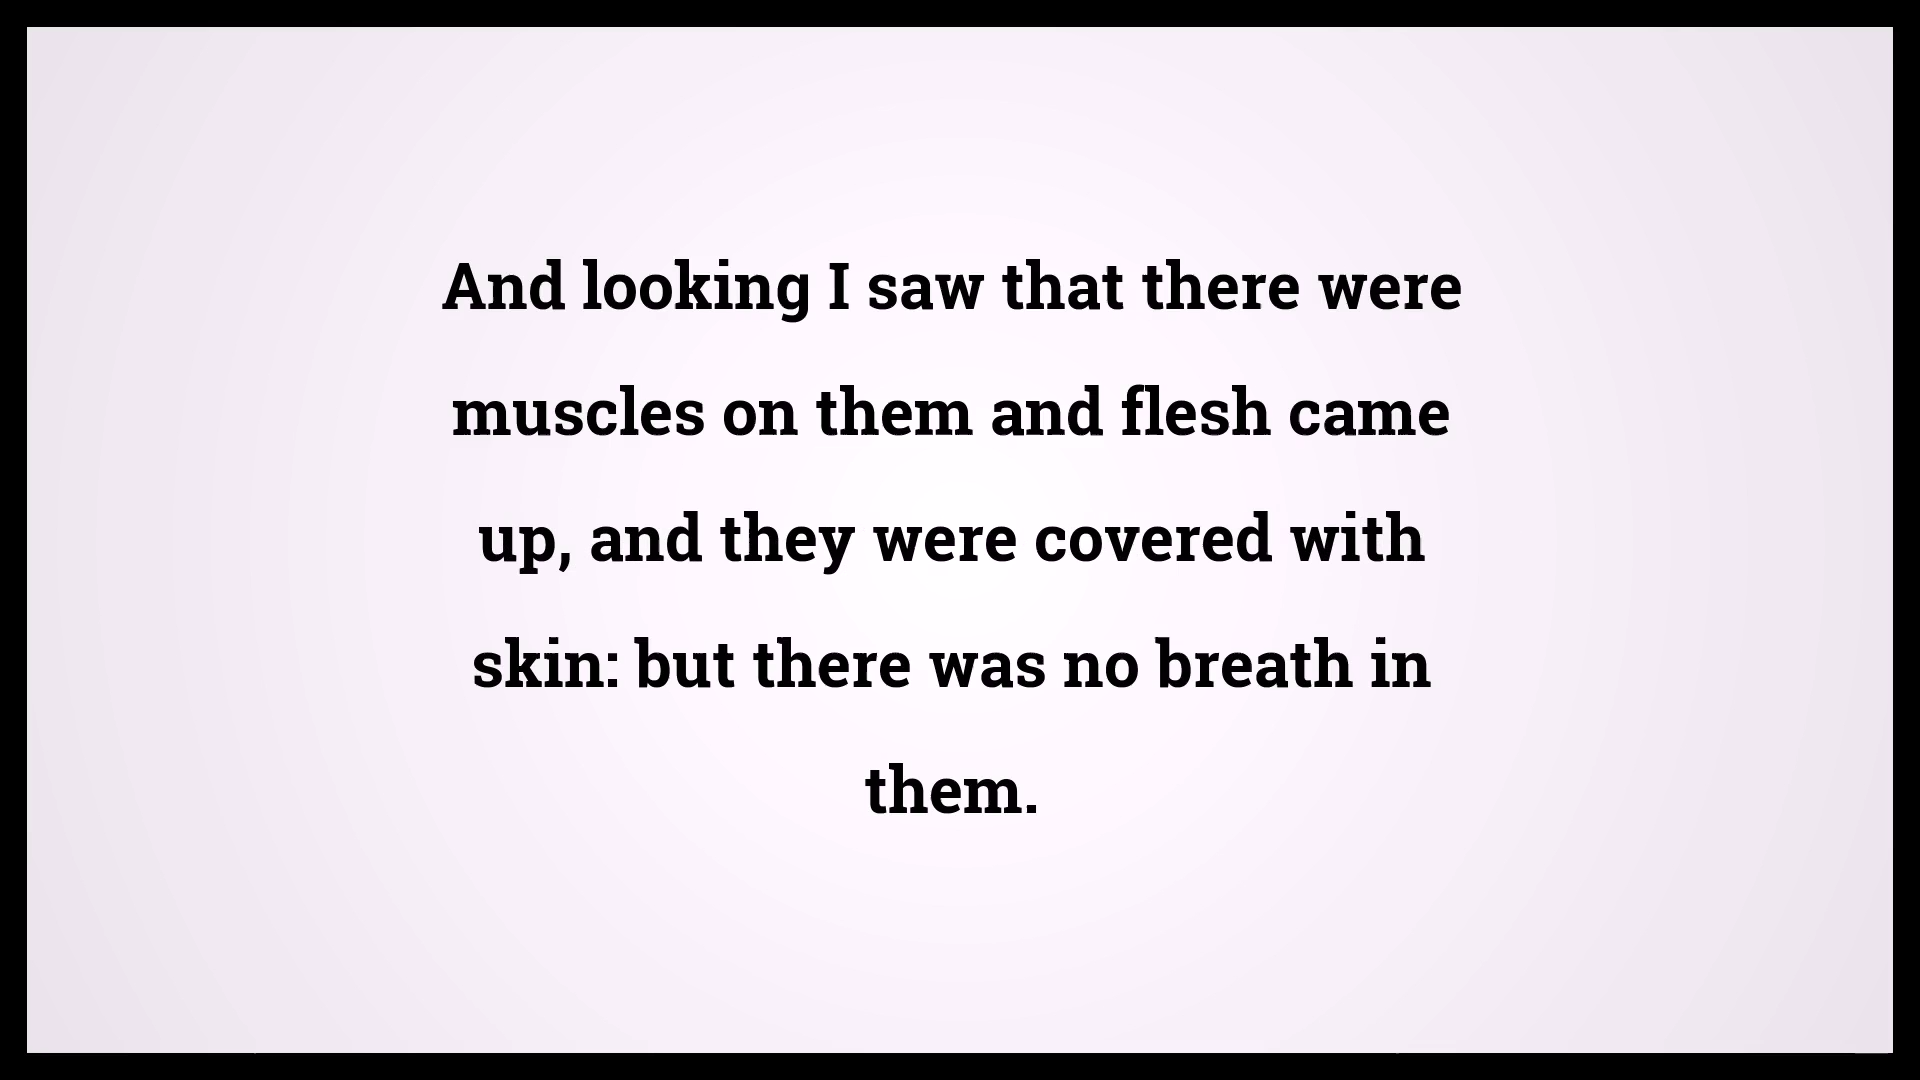 And looking I saw that there were
muscles on them and flesh came
up, and they were covered with
skin: but there was no breath in
them.